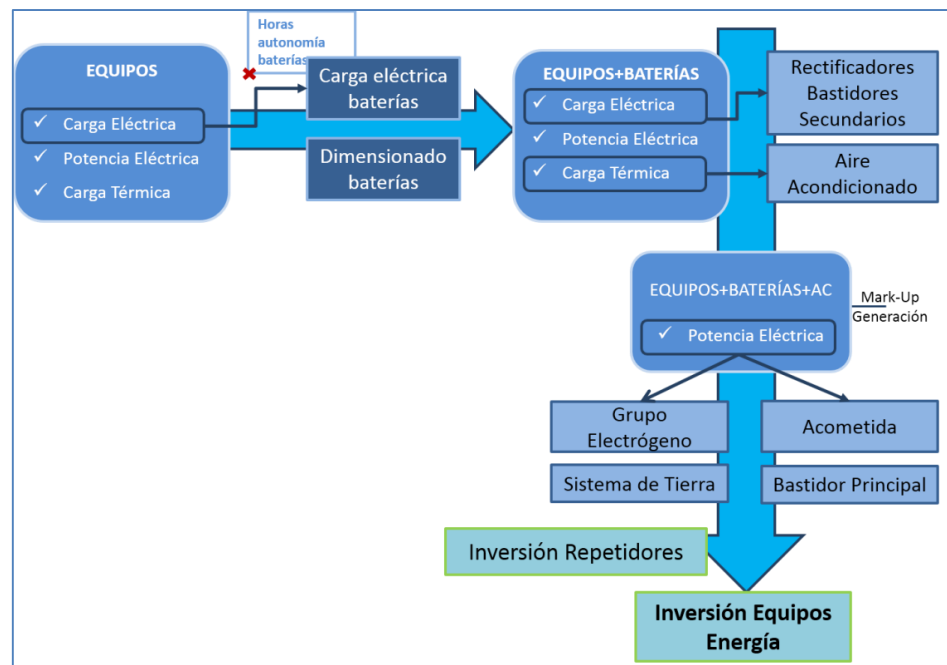 Horas
autonomía
baterías
EQUIPOS
✓ Carga Eléctrica
✓ Potencia Eléctrica
✓ Carga Térmica
Carga eléctrica
baterías
Dimensionado
baterías
EQUIPOS+BATERÍAS
✓ Carga Eléctrica
✓ Potencia Eléctrica
✓ Carga Térmica
Rectificadores
Bastidores
Secundarios
Aire
Acondicionado
EQUIPOS+BATERÍAS+AC
✓ Potencia Eléctrica
Mark-Up
Generación
Grupo
Electrógeno
Acometida
Sistema de Tierra
Bastidor Principal
Inversión Repetidores
Inversión Equipos
Energía